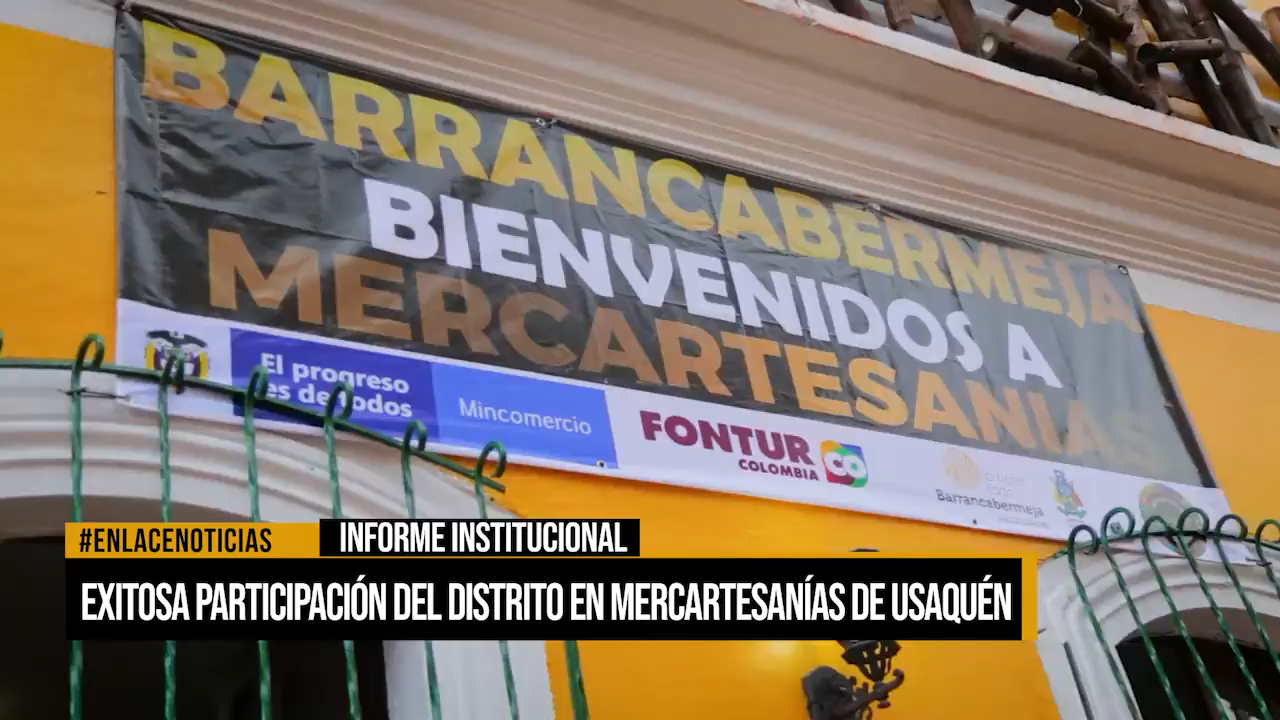 BARRANCABERMEJA
BIENVENIDOS A
MERCARTESANIAS
El progreso
es de todos
Mincomercio
FONTUR
COLOMBIA
CO
Barrancabermeja
#ENLACENOTICIAS
INFORME INSTITUCIONAL
EXITOSA PARTICIPACIÓN DEL DISTRITO EN MERCARTESANÍAS DE USAQUÉN